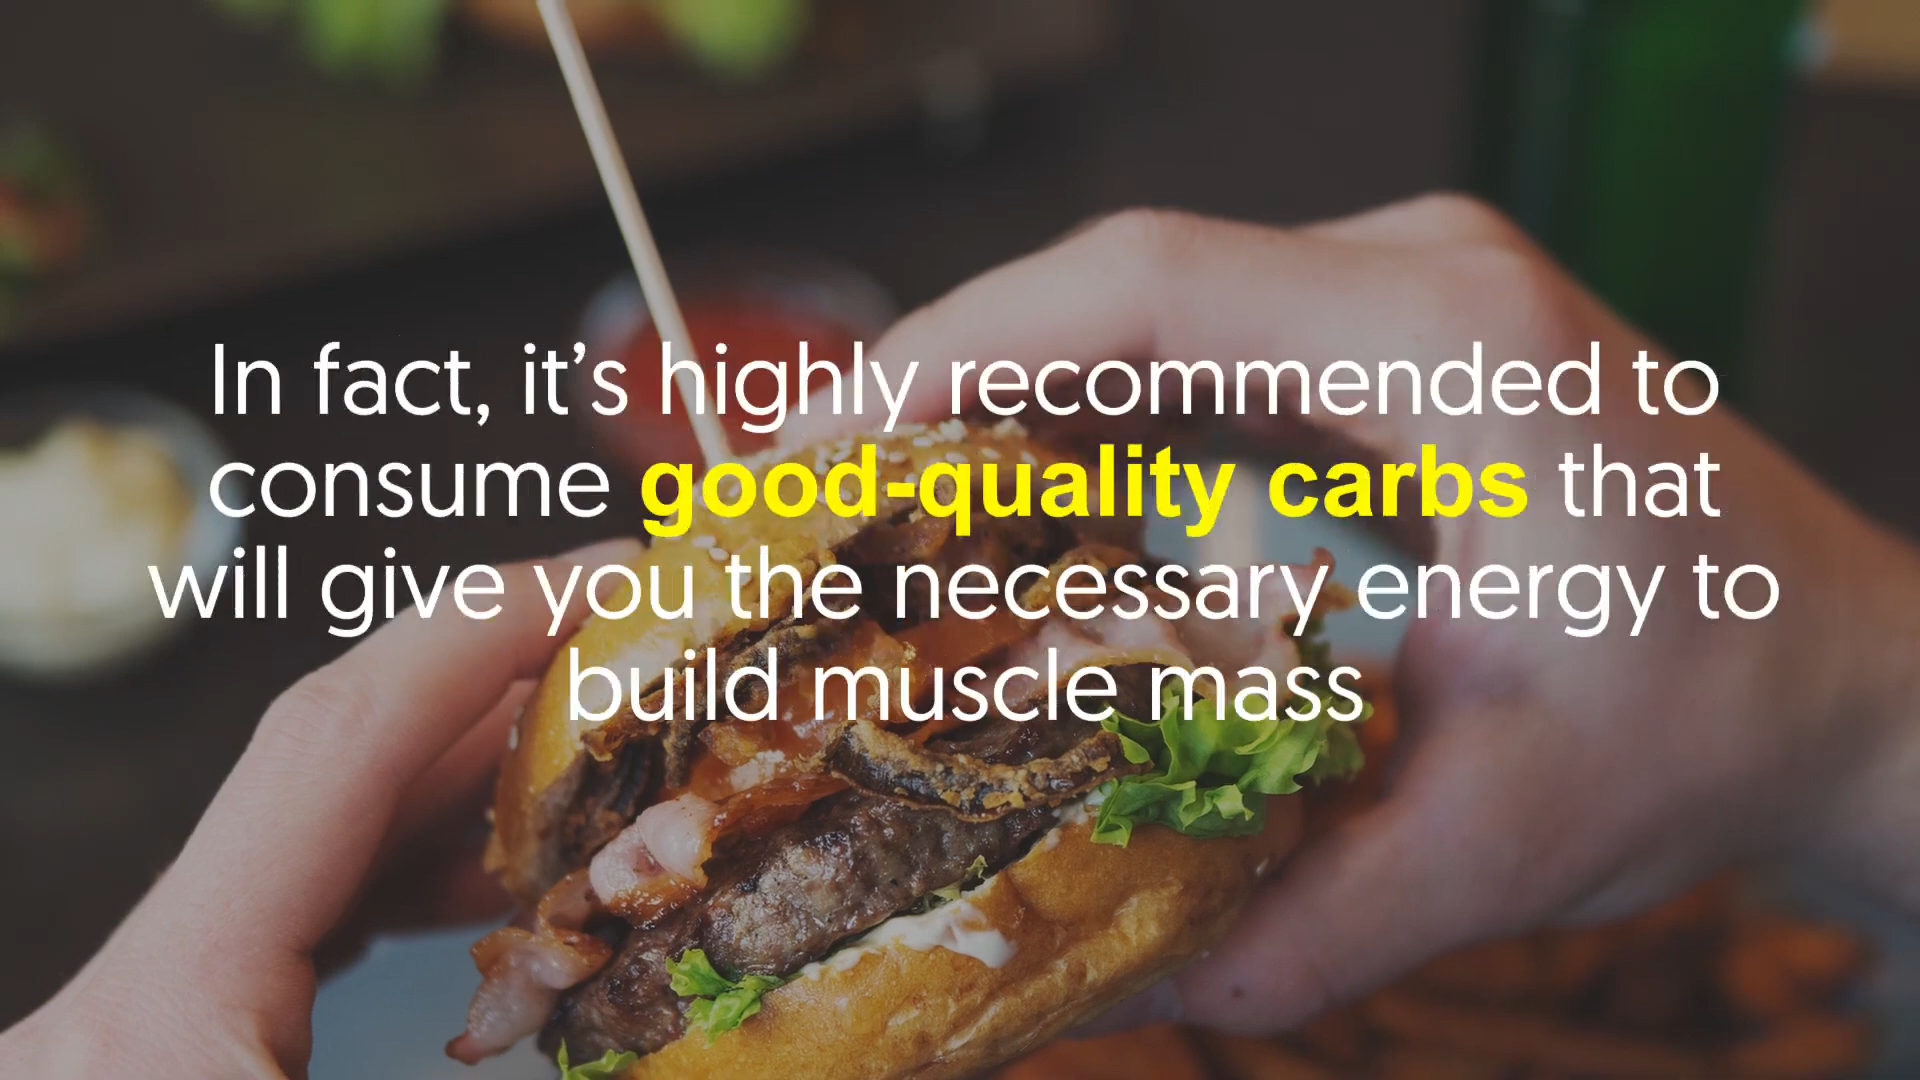 In fact, it’s highly recommended to
consume good-quality carbs that
will give you the necessary energy to
build muscle mass